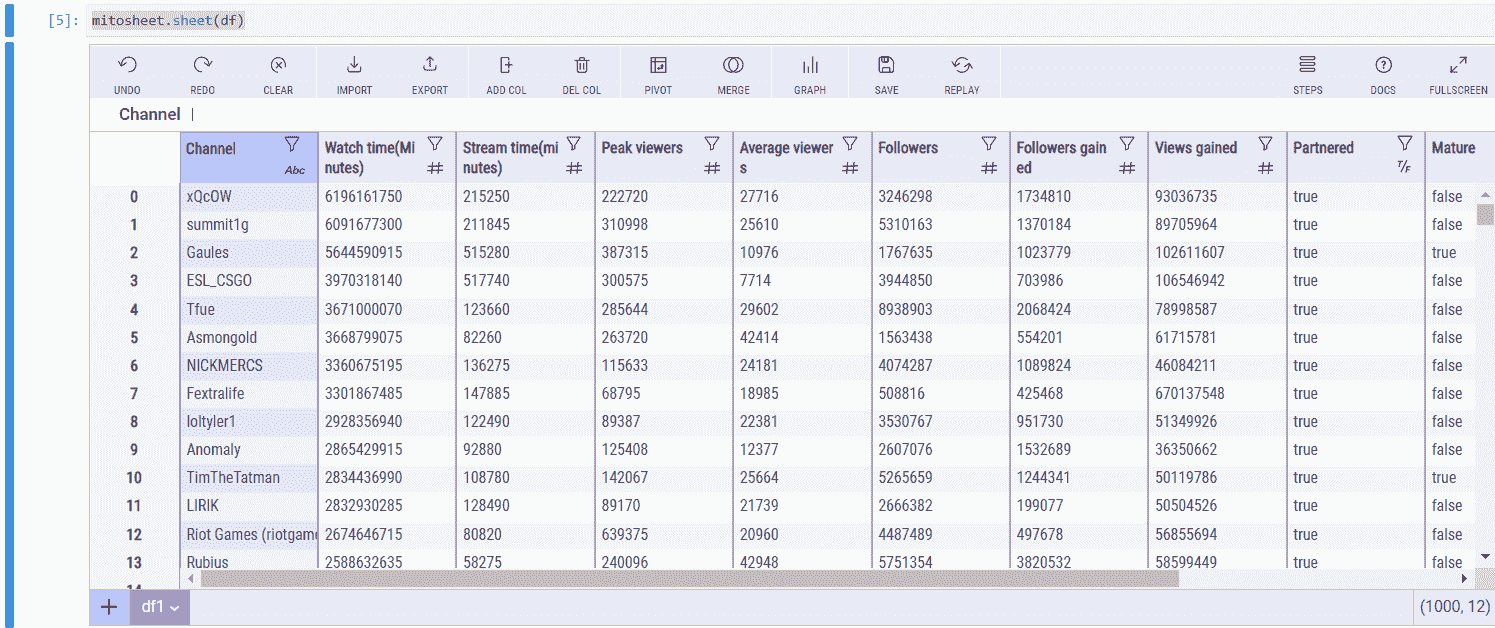 [5]: mitosheet.sheet(df)
UNDO REDO CLEAR IMPORT EXPORT ADD COL DEL COL PIVOT MERGE GRAPH SAVE REPLAY STEPS DOCS FULLSCREEN
Channel
Channel Abc Watch time(Mi nutes) # Stream time(mi nutes) # Peak viewers # Average viewer s # Followers # Followers gain ed # Views gained # Partnered T/F Mature
0 xQcOW 6196161750 215250 222720 27716 3246298 1734810 93036735 true false
1 summit1g 6091677300 211845 310998 25610 5310163 1370184 89705964 true false
2 Gaules 5644590915 515280 387315 10976 1767635 1023779 102611607 true true
3 ESL_CSGO 3970318140 517740 300575 7714 3944850 703986 106546942 true false
4 Tfue 3671000070 123660 285644 29602 8938903 2068424 78998587 true false
5 Asmongold 3668799075 82260 263720 42414 1563438 554201 61715781 true false
6 NICKMERCS 3360675195 136275 115633 24181 4074287 1089824 46084211 true false
7 Fextralife 3301867485 147885 68795 18985 508816 425468 670137548 true false
8 loltyler1 2928356940 122490 89387 22381 3530767 951730 51349926 true false
9 Anomaly 2865429915 92880 125408 12377 2607076 1532689 36350662 true false
10 TimTheTatman 2834436990 108780 142067 25664 5265659 1244341 50119786 true true
11 LIRIK 2832930285 128490 89170 21739 2666382 199077 50504526 true false
12 Riot Games (riotgame 2674646715 80820 639375 20960 4487489 497678 56855694 true false
13 Rubius 2588632635 58275 240096 42948 5751354 3820532 58599449 true false
+ df1 (1000, 12)